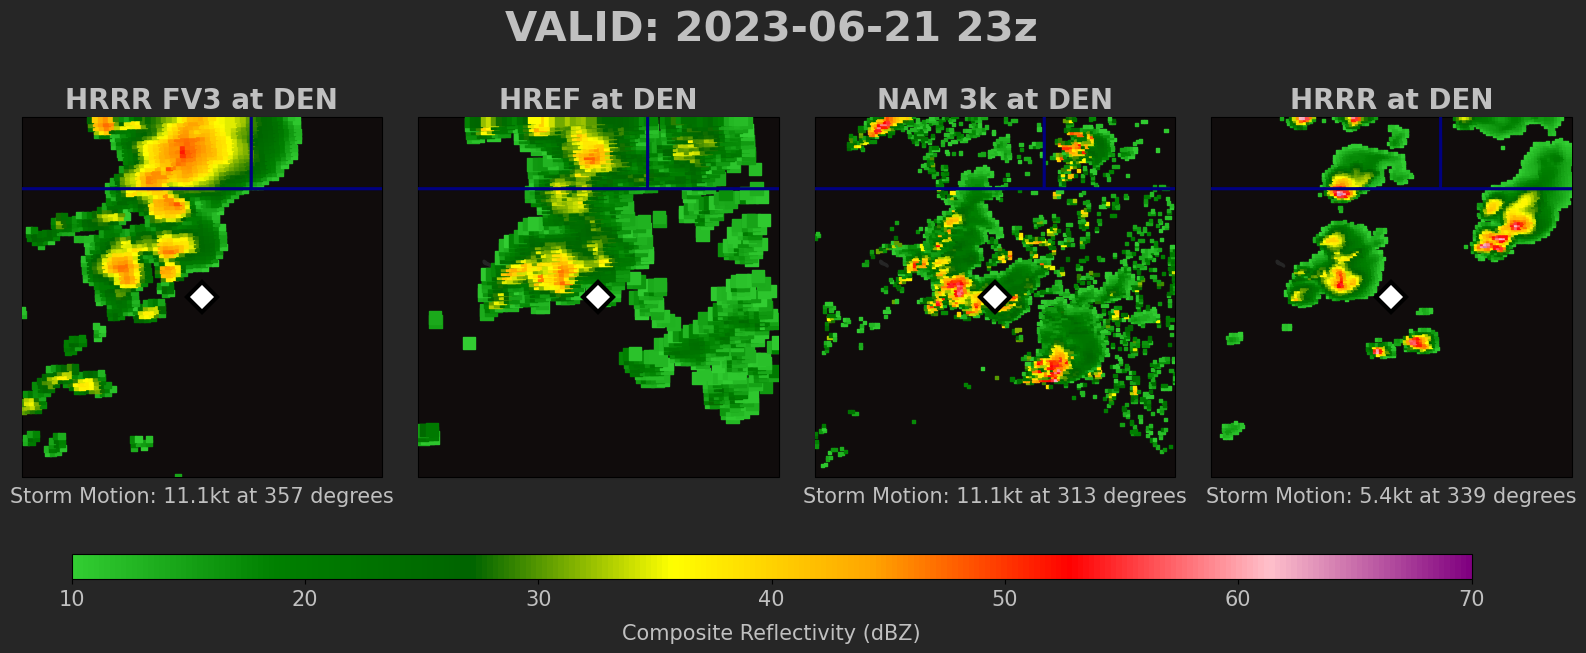 VALID: 2023-06-21 23z
HRRR FV3 at DEN
HREF at DEN
NAM 3k at DEN
HRRR at DEN
Storm Motion: 11.1kt at 357 degrees
Storm Motion: 11.1kt at 313 degrees
Storm Motion: 5.4kt at 339 degrees
10 20 30 40 50 60 70
Composite Reflectivity (dBZ)